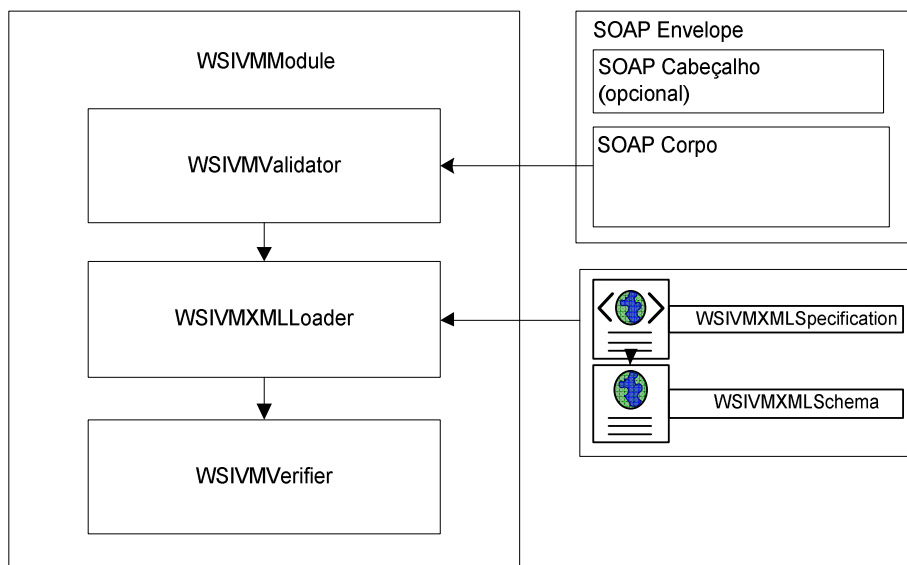 WSIVMModule
WSIVMValidator
WSIVMXMLLoader
WSIVMVerifier
SOAP Envelope
SOAP Cabeçalho
(opcional)
SOAP Corpo
WSIVMXMLSpecification
WSIVMXMLSchema